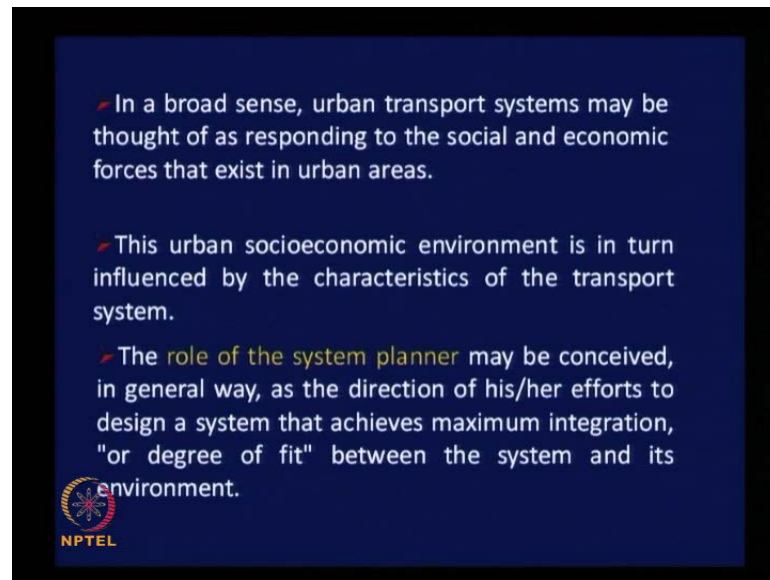 In a broad sense, urban transport systems may be
thought of as responding to the social and economic
forces that exist in urban areas.
This urban socioeconomic environment is in turn
influenced by the characteristics of the transport
system.
The role of the system planner may be conceived,
in general way, as the direction of his/her efforts to
design a system that achieves maximum integration,
"or degree of fit" between the system and its
environment.
NPTEL